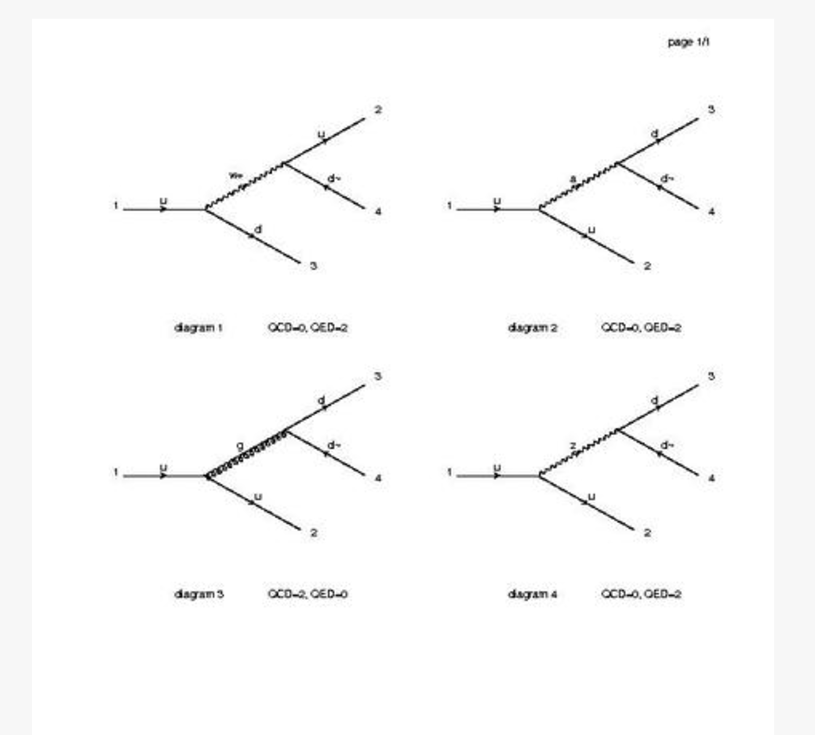 page 1/1
2
u
w+
d~
1 u 4
d
3
3
d
a
d~
1 u 4
u
2
diagram 1 QCD=0, QED=2
diagram 2 QCD=0, QED=2
3
d
g
d~
1 u 4
u
2
3
d
z
d~
1 u 4
u
2
diagram 3 QCD=2, QED=0
diagram 4 QCD=0, QED=2